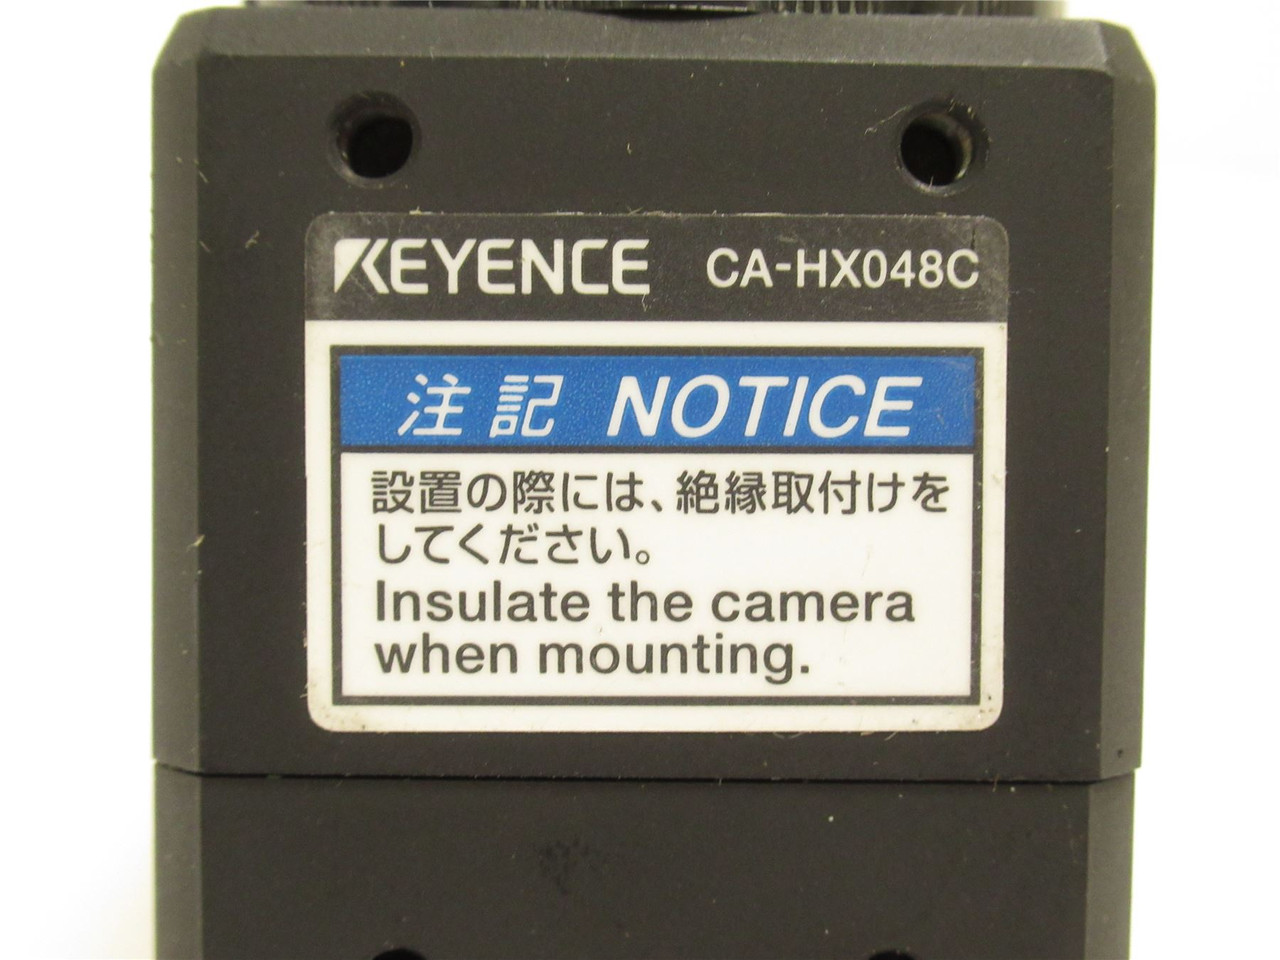 KEYENCE CA-HX048C
注記 NOTICE
設置の際には、絶縁取付けを
してください。
Insulate the camera
when mounting.